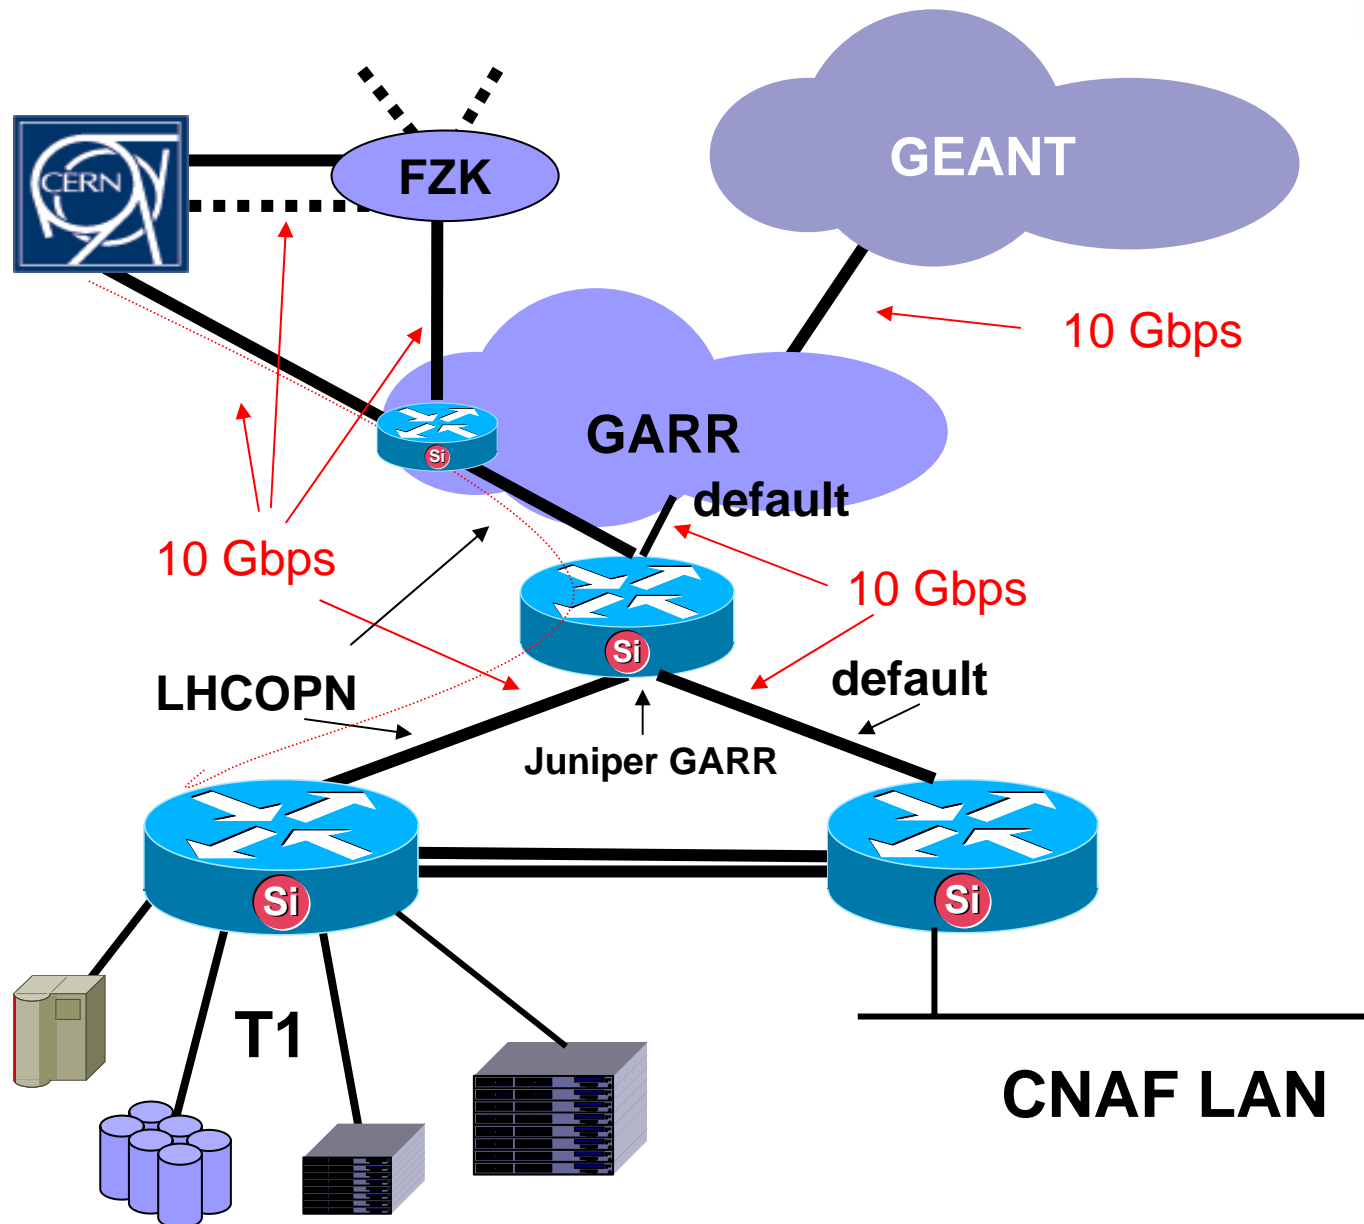 GEANT
CERN
FZK
10 Gbps
GARR
Si
default
10 Gbps
10 Gbps
Si
LHCOPN
default
Juniper GARR
Si
Si
T1
CNAF LAN